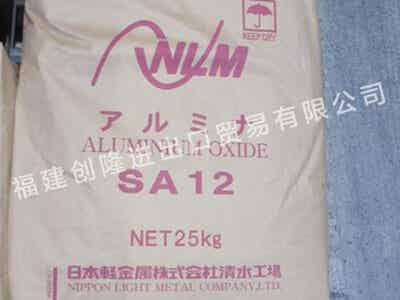 KEEP DRY
NLM
アルミナ
ALUMINIUM OXIDE
福建创隆进出口贸易有限公司
SA12
NET25kg
日本軽金属株式会社清水工場
NIPPON LIGHT METAL COMPANY,LTD.